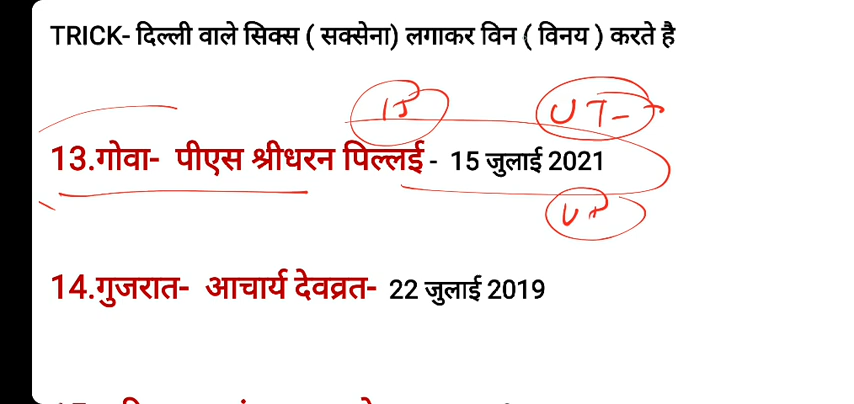 TRICK- दिल्ली वाले सिक्स ( सक्सेना) लगाकर विन ( विनय ) करते है
15
UT-
13.गोवा- पीएस श्रीधरन पिल्लई - 15 जुलाई 2021
UP
14.गुजरात- आचार्य देवव्रत- 22 जुलाई 2019